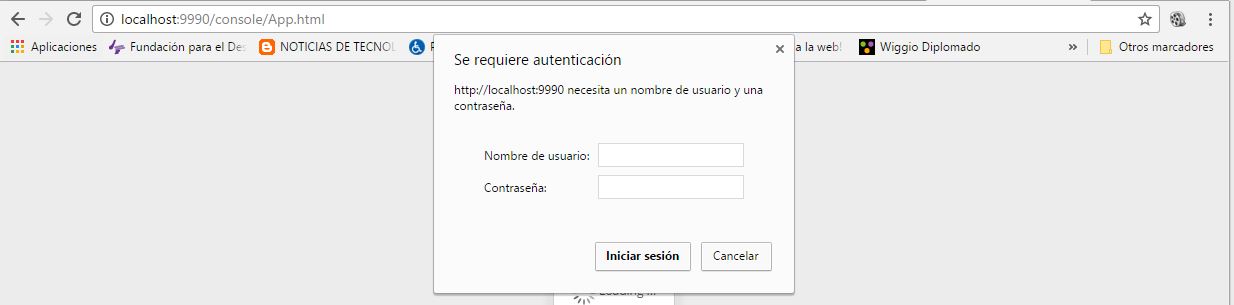 localhost:9990/console/App.html
Aplicaciones Fundación para el Des NOTICIAS DE TECNOL a la web! Wiggio Diplomado » Otros marcadores
Se requiere autenticación
http://localhost:9990 necesita un nombre de usuario y una
contraseña.
Nombre de usuario:
Contraseña:
Iniciar sesión Cancelar
Loading ...